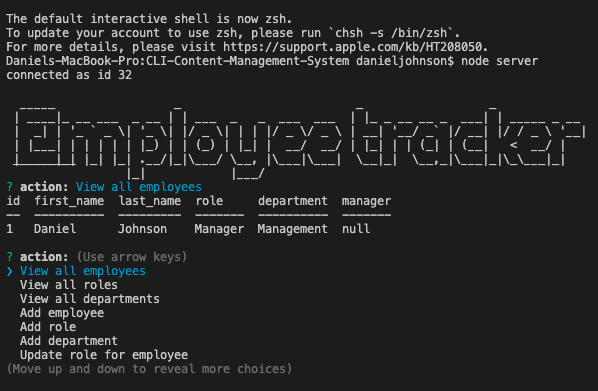 The default interactive shell is now zsh.
To update your account to use zsh, please run `chsh -s /bin/zsh`.
For more details, please visit https://support.apple.com/kb/HT208050.
Daniels-MacBook-Pro:CLI-Content-Management-System danieljohnson$ node server
connected as id 32
Employee tracker
? action: View all employees
id first_name last_name role department manager
-- ---------- --------- ------- ---------- -------
1 Daniel Johnson Manager Management null
? action: (Use arrow keys)
❯ View all employees
View all roles
View all departments
Add employee
Add role
Add department
Update role for employee
(Move up and down to reveal more choices)